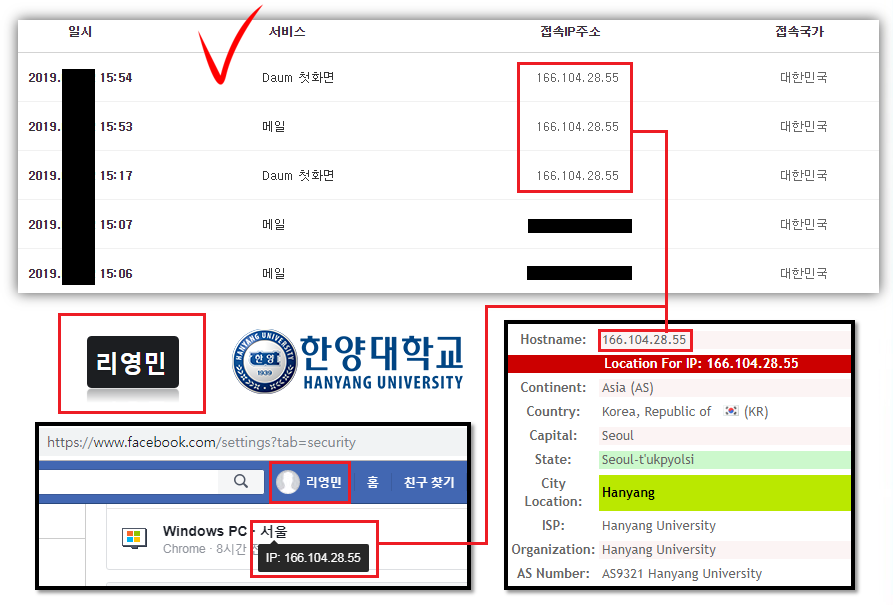 일시 서비스 접속IP주소 접속국가
2019. 15:54 Daum 첫화면 166.104.28.55 대한민국
2019. 15:53 메일 166.104.28.55 대한민국
2019. 15:17 Daum 첫화면 166.104.28.55 대한민국
2019. 15:07 메일 대한민국
2019. 15:06 메일 대한민국
리영민
HANYANG UNIVERSITY
한양
1939
한양대학교
HANYANG UNIVERSITY
https://www.facebook.com/settings?tab=security
리영민 홈 친구 찾기
Windows PC · 서울
Chrome · 8시간 전
IP: 166.104.28.55
Hostname: 166.104.28.55
Location For IP: 166.104.28.55
Continent: Asia (AS)
Country: Korea, Republic of (KR)
Capital: Seoul
State: Seoul-t'ukpyolsi
City Location: Hanyang
ISP: Hanyang University
Organization: Hanyang University
AS Number: AS9321 Hanyang University